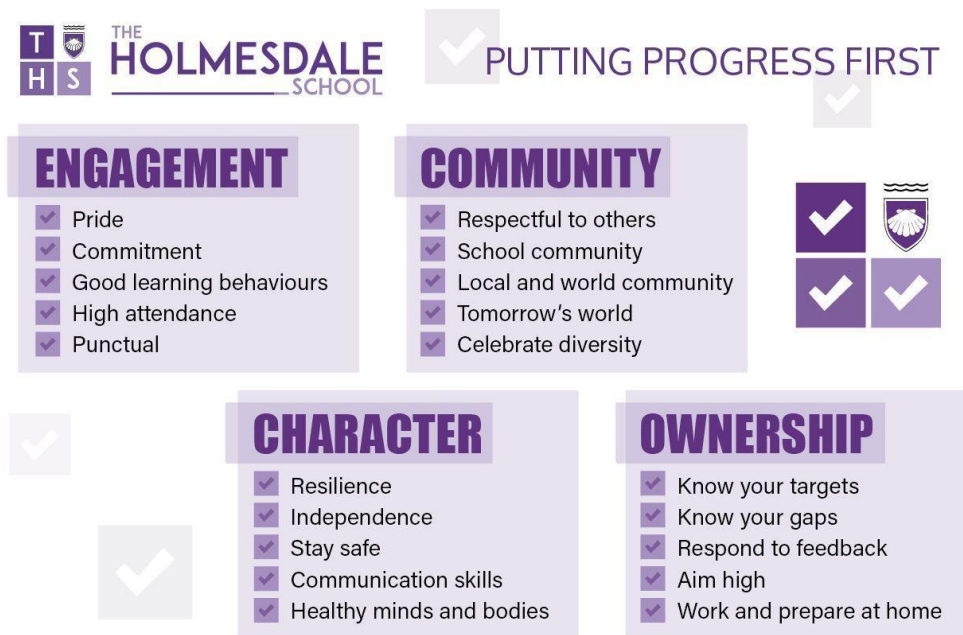 T
H S
THE
HOLMESDALE
SCHOOL
PUTTING PROGRESS FIRST
ENGAGEMENT
Pride
Commitment
Good learning behaviours
High attendance
Punctual
COMMUNITY
Respectful to others
School community
Local and world community
Tomorrow's world
Celebrate diversity
CHARACTER
Resilience
Independence
Stay safe
Communication skills
Healthy minds and bodies
OWNERSHIP
Know your targets
Know your gaps
Respond to feedback
Aim high
Work and prepare at home